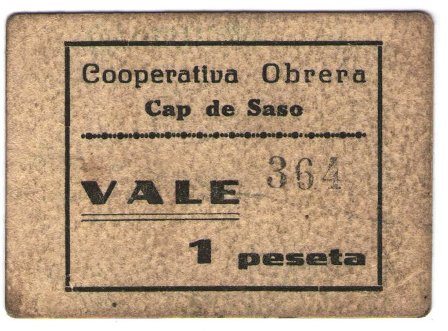 Cooperativa Obrera
Cap de Saso
364
VALE
1 peseta